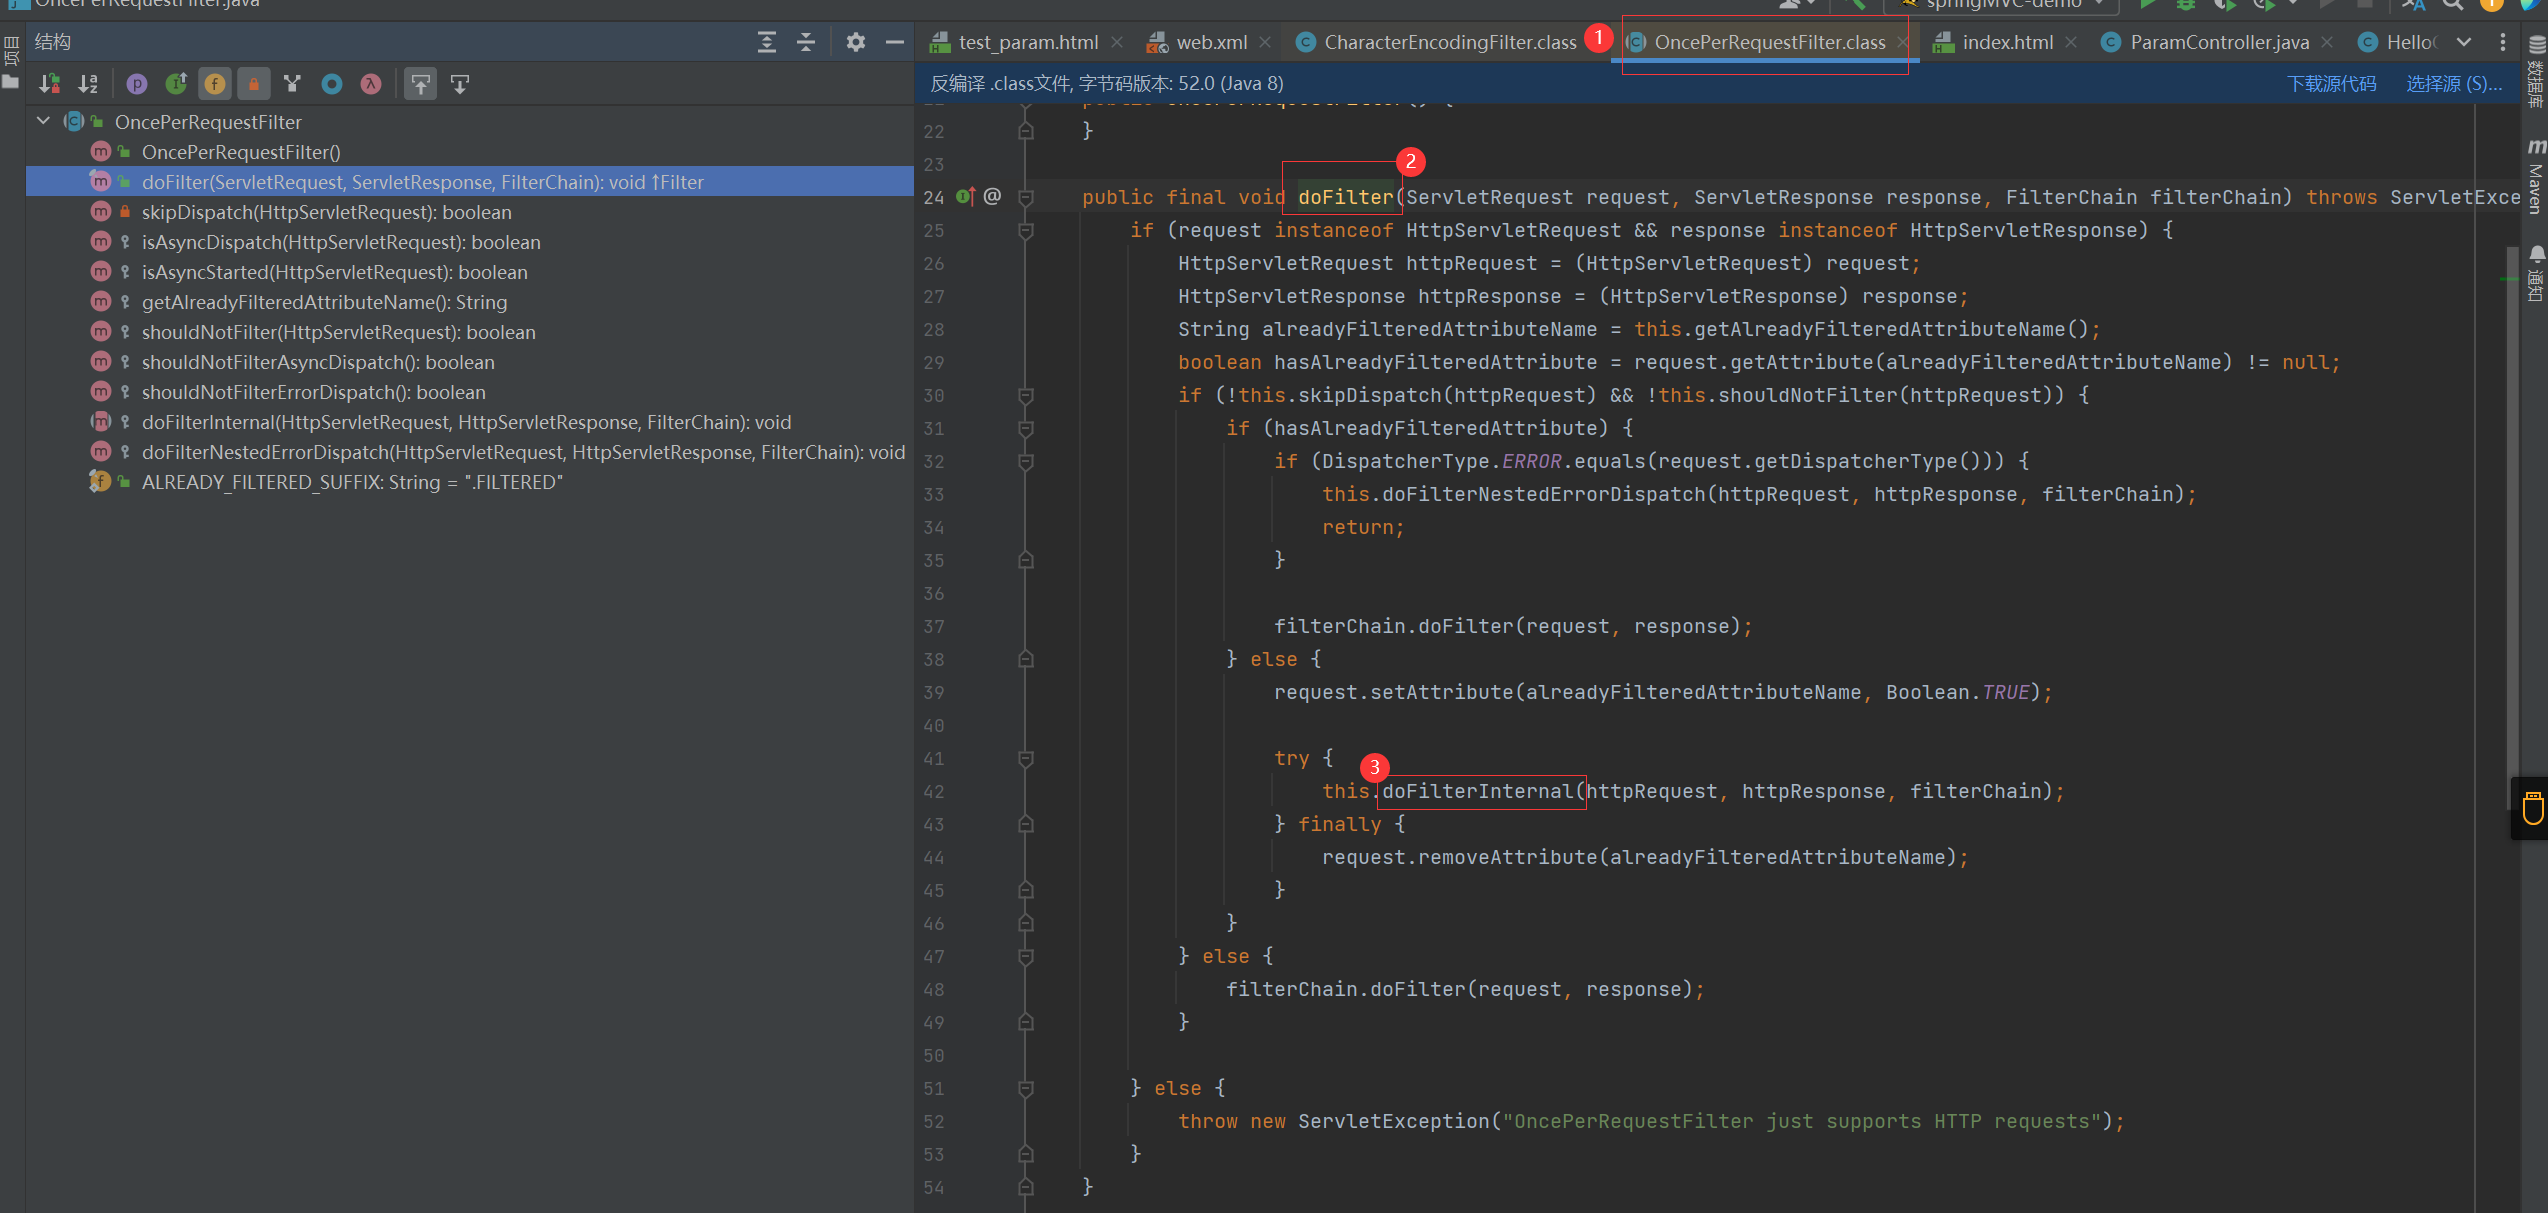 OncePerRequestFilter.java
springMVC-demo
项目
结构
test_param.html
web.xml
CharacterEncodingFilter.class
1
OncePerRequestFilter.class
index.html
ParamController.java
Hello
反编译 .class文件, 字节码版本: 52.0 (Java 8)
下载源代码
选择源 (S)...
数据库
Maven
通知
OncePerRequestFilter
OncePerRequestFilter()
doFilter(ServletRequest, ServletResponse, FilterChain): void ↑Filter
skipDispatch(HttpServletRequest): boolean
isAsyncDispatch(HttpServletRequest): boolean
isAsyncStarted(HttpServletRequest): boolean
getAlreadyFilteredAttributeName(): String
shouldNotFilter(HttpServletRequest): boolean
shouldNotFilterAsyncDispatch(): boolean
shouldNotFilterErrorDispatch(): boolean
doFilterInternal(HttpServletRequest, HttpServletResponse, FilterChain): void
doFilterNestedErrorDispatch(HttpServletRequest, HttpServletResponse, FilterChain): void
ALREADY_FILTERED_SUFFIX: String = ".FILTERED"
22 }
23
2
24 @ public final void doFilter(ServletRequest request, ServletResponse response, FilterChain filterChain) throws ServletExce
25 if (request instanceof HttpServletRequest && response instanceof HttpServletResponse) {
26 HttpServletRequest httpRequest = (HttpServletRequest) request;
27 HttpServletResponse httpResponse = (HttpServletResponse) response;
28 String alreadyFilteredAttributeName = this.getAlreadyFilteredAttributeName();
29 boolean hasAlreadyFilteredAttribute = request.getAttribute(alreadyFilteredAttributeName) != null;
30 if (!this.skipDispatch(httpRequest) && !this.shouldNotFilter(httpRequest)) {
31 if (hasAlreadyFilteredAttribute) {
32 if (DispatcherType.ERROR.equals(request.getDispatcherType())) {
33 this.doFilterNestedErrorDispatch(httpRequest, httpResponse, filterChain);
34 return;
35 }
36
37 filterChain.doFilter(request, response);
38 } else {
39 request.setAttribute(alreadyFilteredAttributeName, Boolean.TRUE);
40
41 try {
3
42 this.doFilterInternal(httpRequest, httpResponse, filterChain);
43 } finally {
44 request.removeAttribute(alreadyFilteredAttributeName);
45 }
46 }
47 } else {
48 filterChain.doFilter(request, response);
49 }
50
51 } else {
52 throw new ServletException("OncePerRequestFilter just supports HTTP requests");
53 }
54 }